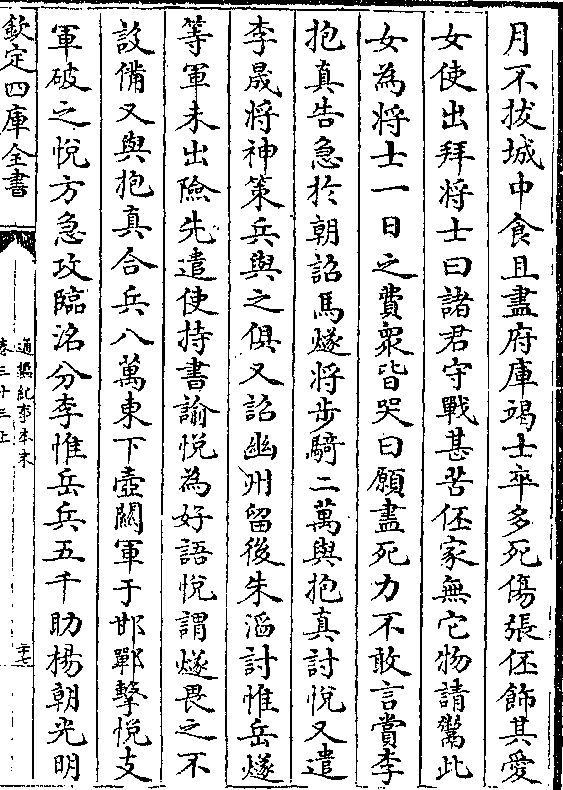 月不拔城中食且盡府庫竭士卒多死傷張伾飾其愛
女使出拜將士曰諸君守戰甚苦伾家無它物請鬻此
女為將士一日之費衆皆哭曰願盡死力不敢言賞李
抱真告急於朝詔馬燧將步騎二萬與抱真討悅又遣
李晟將神策兵與之俱又詔幽州留後朱滔討惟岳燧
等軍未出險先遣使持書諭悅為好語悅謂燧畏之不
設備又與抱真合兵八萬東下壺關軍于邯鄲擊悅支
軍破之悅方急攻臨洺分李惟岳兵五千助楊朝光明
欽定四庫全書
通鑑紀事本末
卷三十三上
二十七